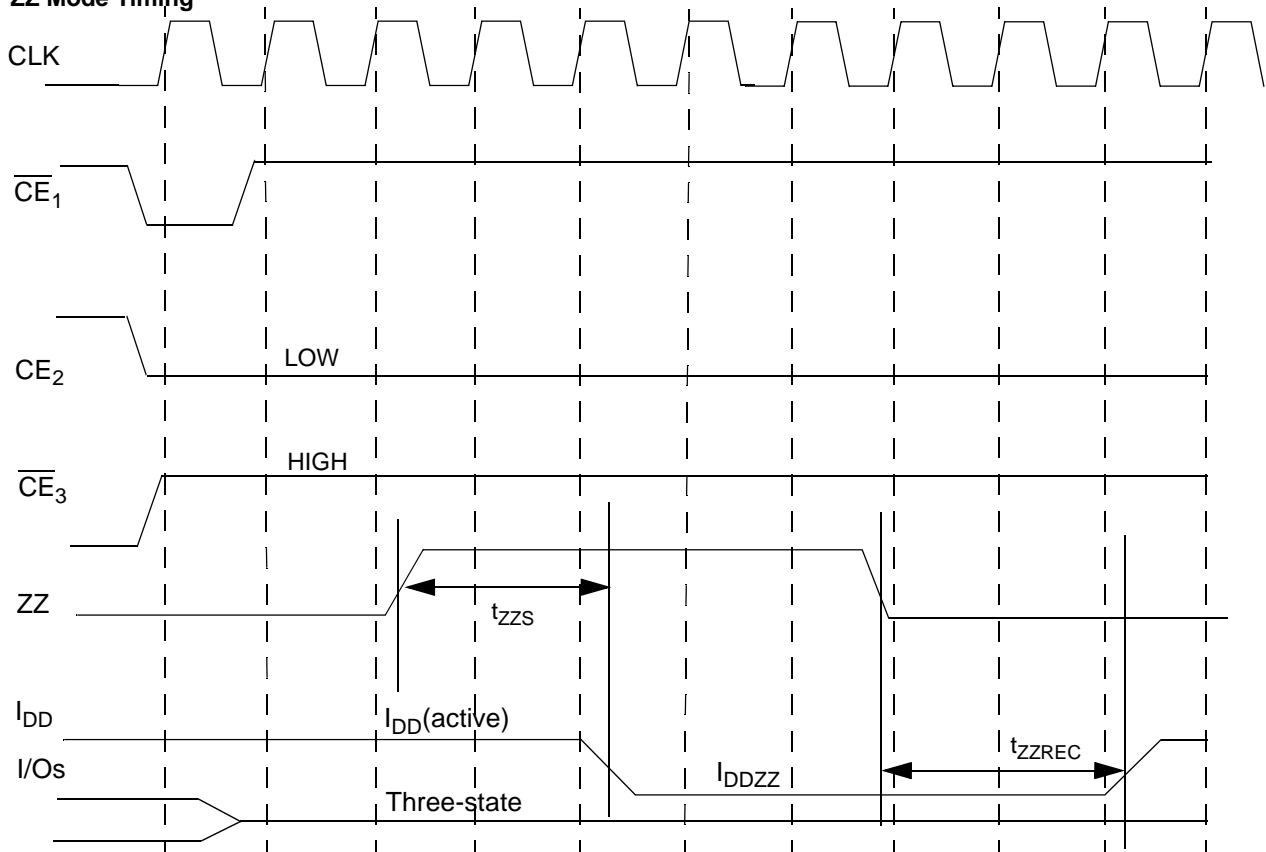 ZZ Mode Timing
CLK
CE1
LOW
CE2
HIGH
CE3
ZZ
tZZS
IDD
IDD(active)
tZZREC
I/Os
IDDZZ
Three-state